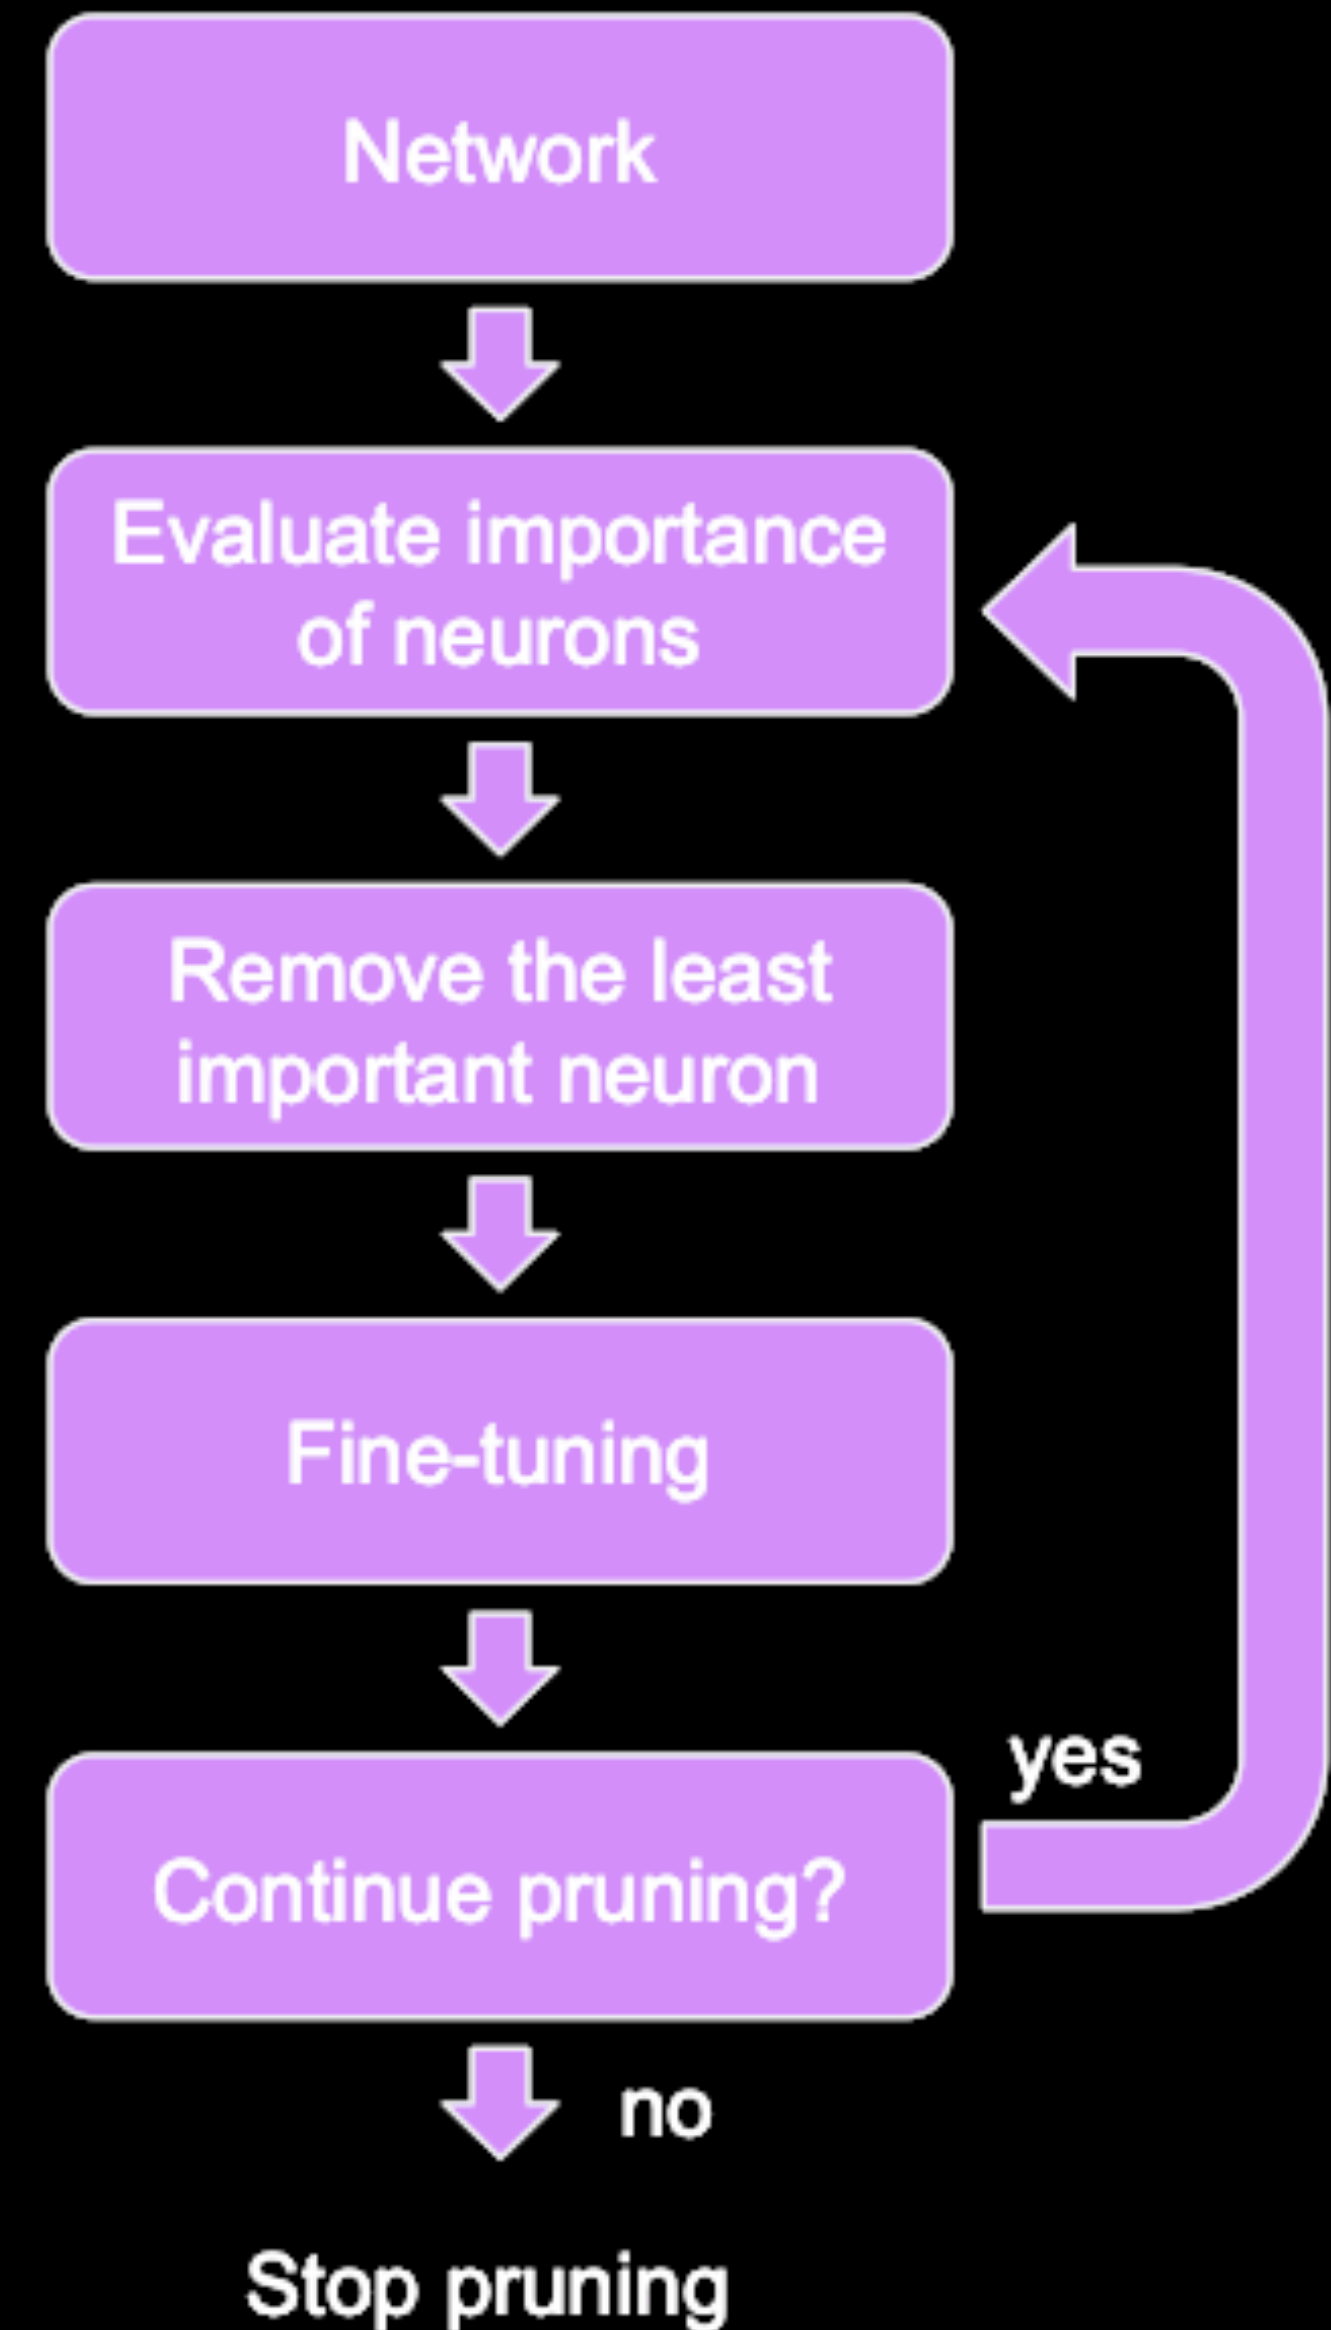 Network
Evaluate importance
of neurons
Remove the least
important neuron
Fine-tuning
Continue pruning?
yes
no
Stop pruning